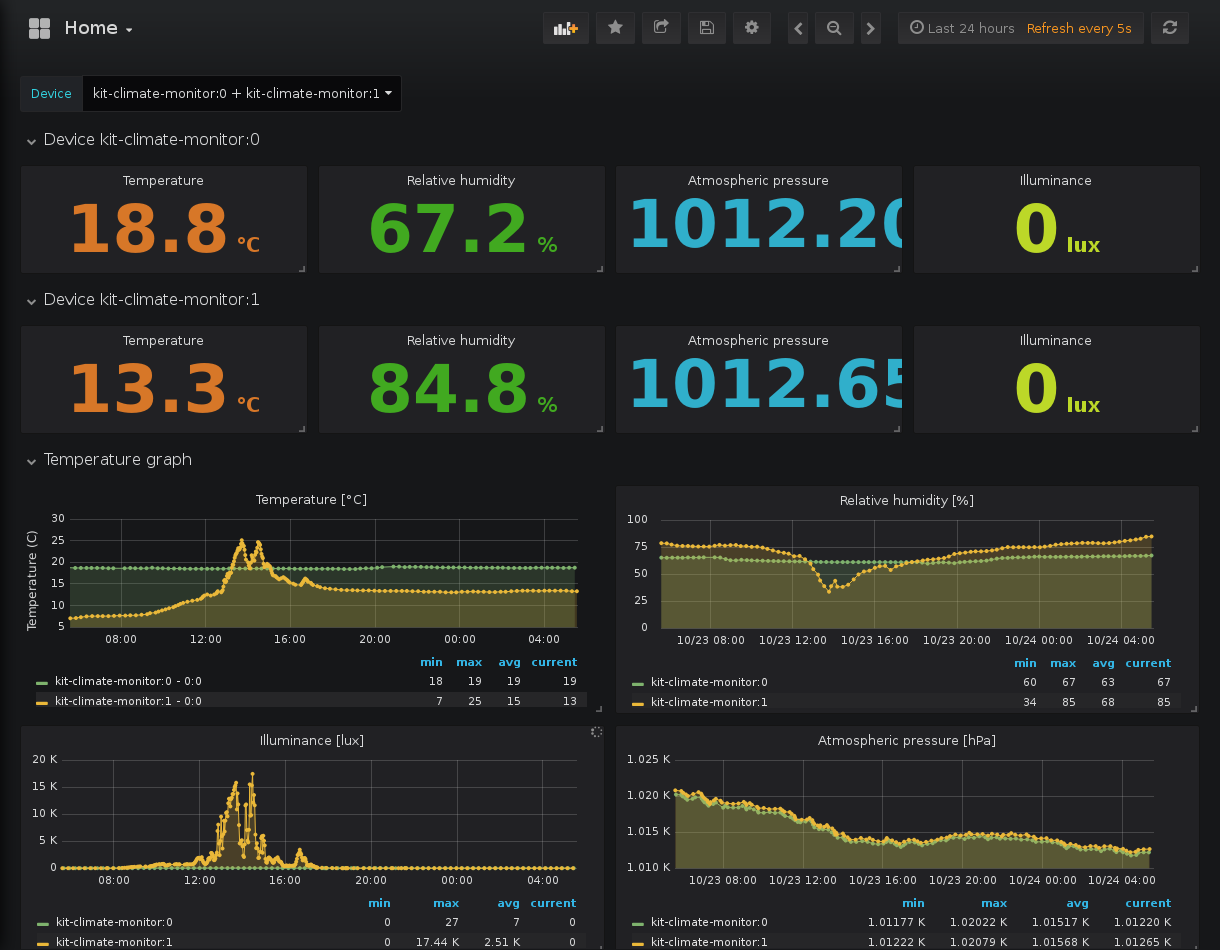 Home
Last 24 hours Refresh every 5s
Device kit-climate-monitor:0 + kit-climate-monitor:1
Device kit-climate-monitor:0
Temperature Relative humidity Atmospheric pressure Illuminance
18.8 °C 67.2 % 1012.20 0 lux
Device kit-climate-monitor:1
Temperature Relative humidity Atmospheric pressure Illuminance
13.3 °C 84.8 % 1012.65 0 lux
Temperature graph
Temperature [°C]
Temperature (C)
30
25
20
15
10
5
08:00 12:00 16:00 20:00 00:00 04:00
min max avg current
kit-climate-monitor:0 - 0:0 18 19 19 19
kit-climate-monitor:1 - 0:0 7 25 15 13
Relative humidity [%]
100
75
50
25
0
10/23 08:00 10/23 12:00 10/23 16:00 10/23 20:00 10/24 00:00 10/24 04:00
min max avg current
kit-climate-monitor:0 60 67 63 67
kit-climate-monitor:1 34 85 68 85
Illuminance [lux]
20 K
15 K
10 K
5 K
0
08:00 12:00 16:00 20:00 00:00 04:00
min max avg current
kit-climate-monitor:0 0 27 7 0
kit-climate-monitor:1 0 17.44 K 2.51 K 0
Atmospheric pressure [hPa]
1.025 K
1.020 K
1.015 K
1.010 K
10/23 08:00 10/23 12:00 10/23 16:00 10/23 20:00 10/24 00:00 10/24 04:00
min max avg current
kit-climate-monitor:0 1.01177 K 1.02022 K 1.01517 K 1.01220 K
kit-climate-monitor:1 1.01222 K 1.02079 K 1.01568 K 1.01265 K